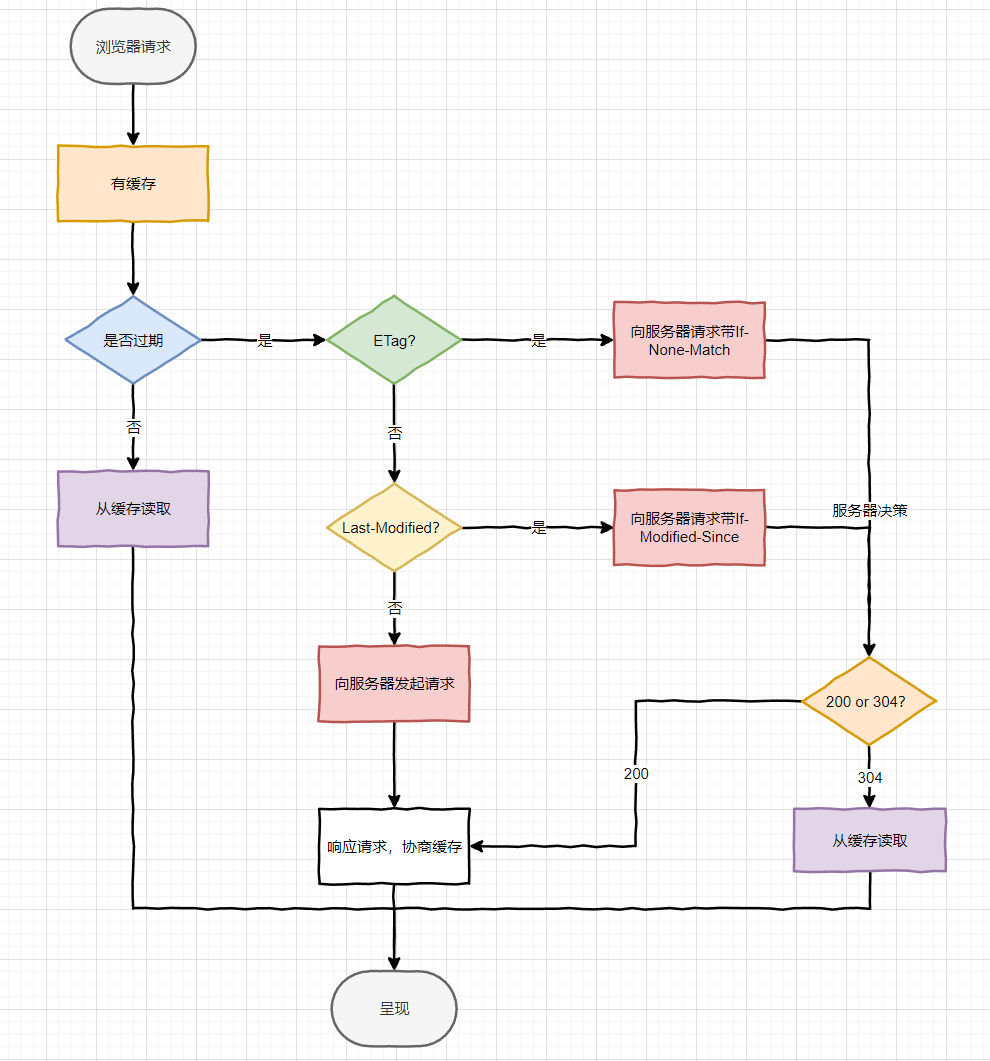 浏览器请求
有缓存
是否过期
是
ETag?
是
向服务器请求带If-
None-Match
否
否
从缓存读取
Last-Modified?
是
向服务器请求带If-
Modified-Since
服务器决策
否
向服务器发起请求
200 or 304?
200
304
响应请求，协商缓存
从缓存读取
呈现